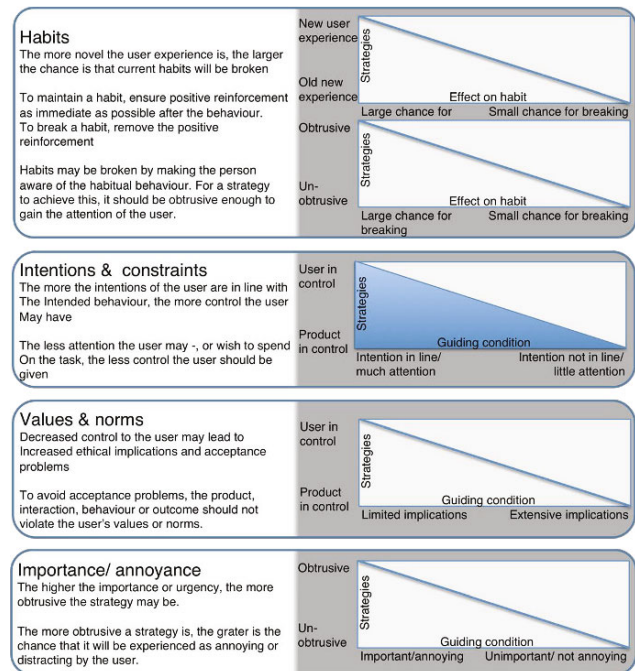 Habits
The more novel the user experience is, the larger
the chance is that current habits will be broken
To maintain a habit, ensure positive reinforcement
as immediate as possible after the behaviour.
To break a habit, remove the positive
reinforcement
Habits may be broken by making the person
aware of the habitual behaviour. For a strategy
to achieve this, it should be obtrusive enough to
gain the attention of the user.
New user
experience
Old new
experience
Strategies
Effect on habit
Large chance for
Small chance for breaking
Obtrusive
Un-
obtrusive
Strategies
Effect on habit
Large chance for
breaking
Small chance for breaking
Intentions & constraints
The more the intentions of the user are in line with
The Intended behaviour, the more control the user
May have
The less attention the user may -, or wish to spend
On the task, the less control the user should be
given
User in
control
Product
in control
Strategies
Guiding condition
Intention in line/
much attention
Intention not in line/
little attention
Values & norms
Decreased control to the user may lead to
Increased ethical implications and acceptance
problems
To avoid acceptance problems, the product,
interaction, behaviour or outcome should not
violate the user's values or norms.
User in
control
Product
in control
Strategies
Guiding condition
Limited implications
Extensive implications
Importance/ annoyance
The higher the importance or urgency, the more
obtrusive the strategy may be.
The more obtrusive a strategy is, the grater is the
chance that it will be experienced as annoying or
distracting by the user.
Obtrusive
Un-
obtrusive
Strategies
Guiding condition
Important/annoying
Unimportant/ not annoying